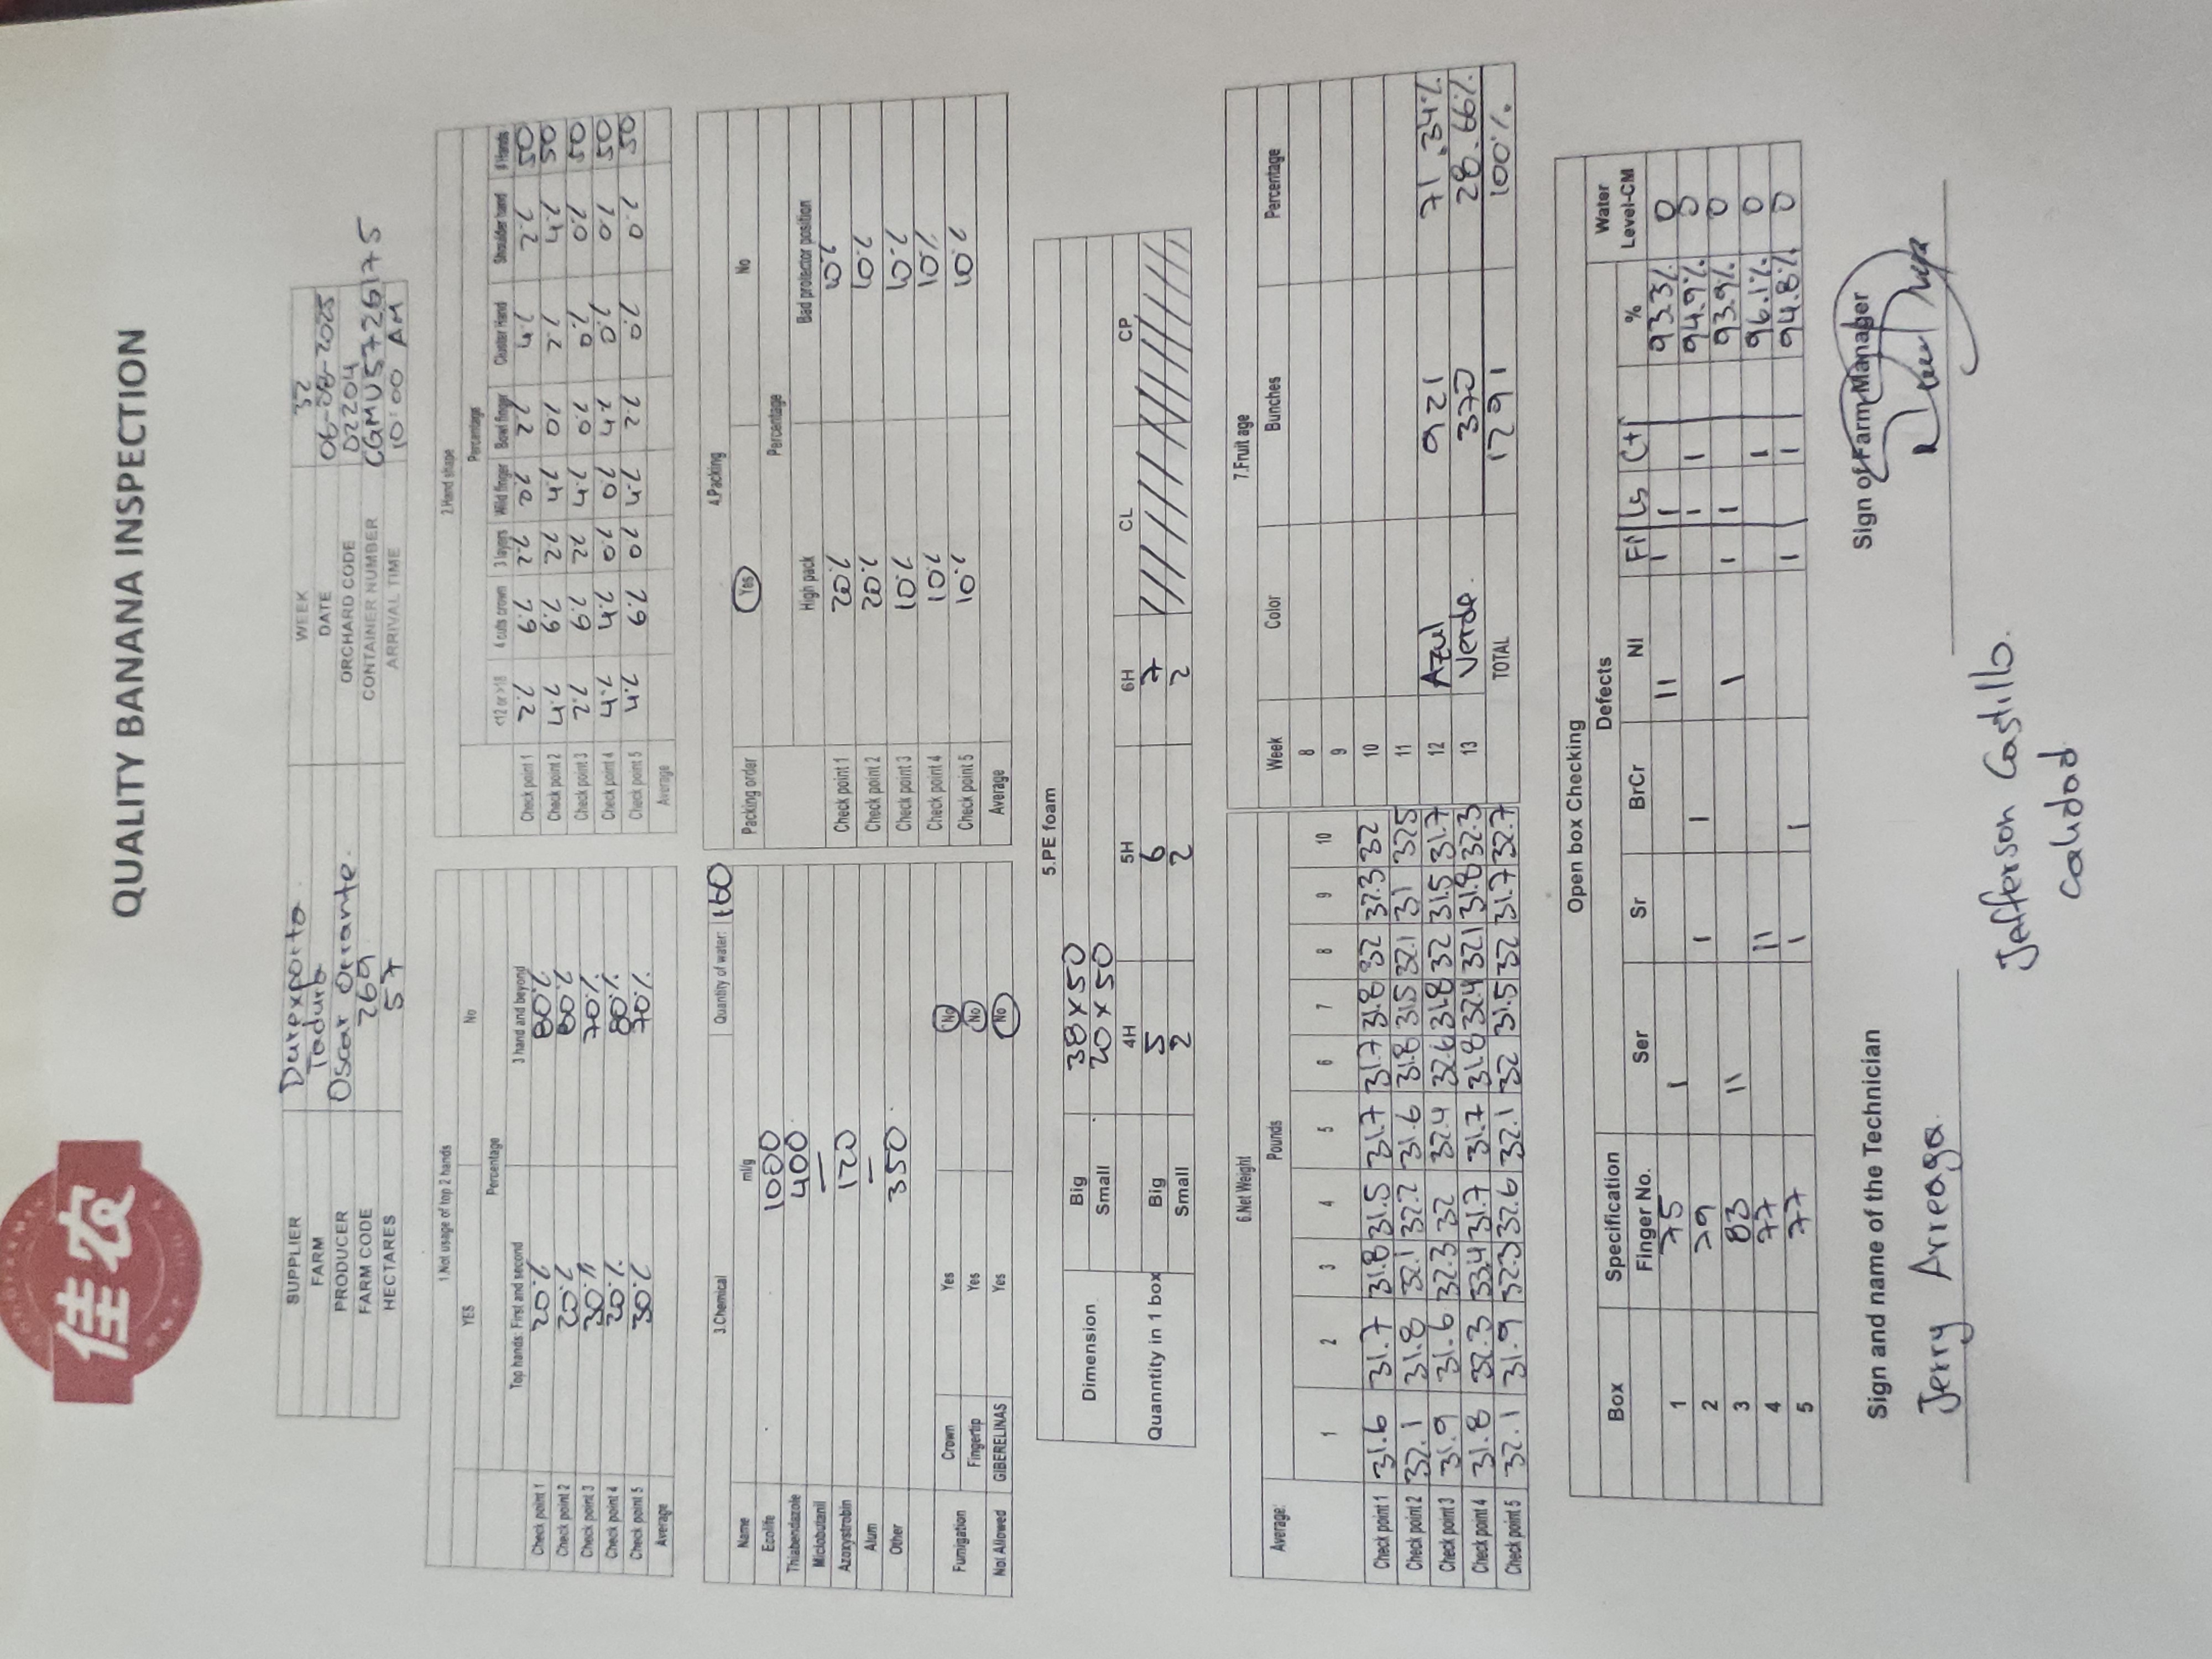 佳农
QUALITY BANANA INSPECTION
SUPPLIER Durexporta WEEK 32
FARM Tadura DATE 06-08-2025
PRODUCER Oscar Orrante. ORCHARD CODE 02204
FARM CODE 269 CONTAINER NUMBER CGMU5726175
HECTARES 57 ARRIVAL TIME 10:00 AM
1.Not usage of top 2 hands
YES No
Percentage
Top hands: First and second 3 hand and beyond
Check point 1 20% 80%
Check point 2 20% 80%
Check point 3 30% 70%
Check point 4 20% 80%
Check point 5 30% 70%
Average
2.Hand shape
Percentage
<12 or >18 4 cuts crown 3 layers Wild finger Bowl finger Cluster Hand Shoulder hand # Hands
Check point 1 2% 6% 2% 0% 2% 4% 2% 50
Check point 2 4% 6% 2% 4% 0% 2% 4% 50
Check point 3 2% 6% 2% 4% 0% 0% 0% 50
Check point 4 4% 4% 0% 0% 4% 0% 0% 50
Check point 5 4% 6% 0% 4% 2% 0% 0% 50
Average
3.Chemical Quantity of water: 160
Name ml/g
Ecolife 1000
Thiabendazole 400
Miclobutanil —
Azoxystrobin 120
Alum —
Other 350
Fumigation Crown Yes No
Fingertip Yes No
Not Allowed GIBERELINAS Yes No
4.Packing
Packing order Yes No
Percentage
High pack Bad protector position
Check point 1 20% 10%
Check point 2 20% 10%
Check point 3 10% 10%
Check point 4 10% 10%
Check point 5 10% 10%
Average
5.PE foam
Dimension Big 38x50
Small 20x50
4H 5H 6H CL CP
Quanntity in 1 box Big 5 6 7
Small 2 2 2
6.Net Weight
Average: Pounds
1 2 3 4 5 6 7 8 9 10
Check point 1 31.6 31.7 31.8 31.5 31.7 31.7 31.8 32 32.3 32
Check point 2 32.1 31.8 32.1 32.2 31.6 31.8 31.5 32.1 31 32.5
Check point 3 31.9 31.6 32.3 32 32.4 32.6 31.8 32 31.5 31.7
Check point 4 31.8 32.3 33.4 31.7 31.7 31.8 32.4 32.1 31.8 32.3
Check point 5 32.1 31.9 32.3 32.6 32.1 32 31.5 32 31.7 32.7
7.Fruit age
Week Color Bunches Percentage
8
9
10
11
12 Azul 921 71.34%
13 Verde. 370 28.66%
TOTAL 1291 100%.
Open box Checking
Box Specification Defects Water
Finger No. Ser Sr BrCr NI Fi Ls C+ % Level-CM
1 75 I II I I 93.3% 0
2 79 I I I I 94.9% 0
3 83 II I I I 93.9% 0
4 77 II I 96.1% 0
5 77 I I I I 94.8% 0
Sign and name of the Technician Sign of Farm Manager
Jerry Arreaga.
Jefferson Castillo.
calidad